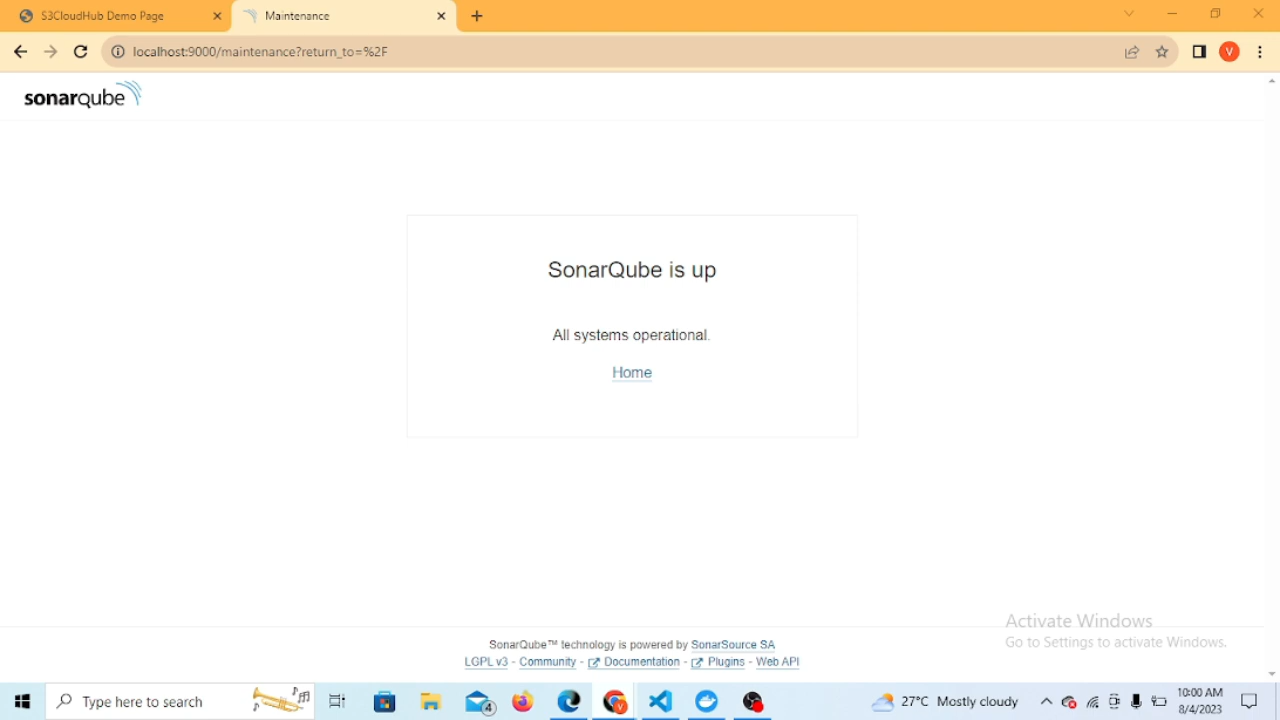 S3CloudHub Demo Page
Maintenance
localhost:9000/maintenance?return_to=%2F
V
sonarqube
SonarQube is up
All systems operational.
Home
Activate Windows
Go to Settings to activate Windows.
SonarQube™ technology is powered by SonarSource SA
LGPL v3 - Community - Documentation - Plugins - Web API
Type here to search
4
V
27°C Mostly cloudy
10:00 AM
8/4/2023